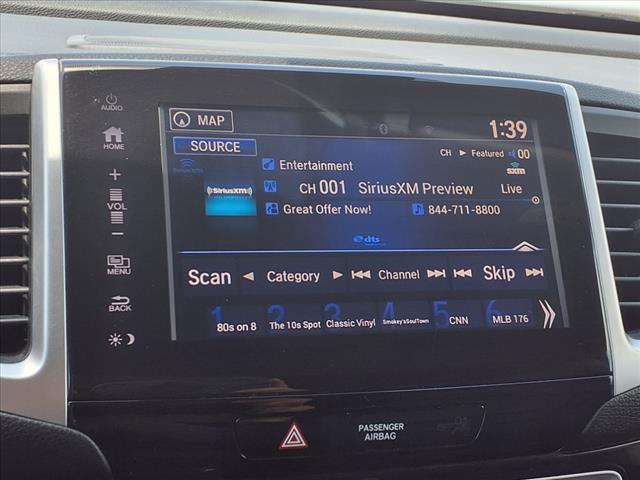 AUDIO
MAP
1:39
SOURCE
CH ▶ Featured 00
HOME
SiriusXM
Entertainment
sxm
+
((SiriusXM))
CH 001 SiriusXM Preview Live
VOL
Great Offer Now! 844-711-8800
−
dts
MENU
Scan Category Channel Skip
BACK
1 2 3 4 5 6
80s on 8 The 10s Spot Classic Vinyl Smokey'sSoulTown CNN MLB 176
PASSENGER
AIRBAG